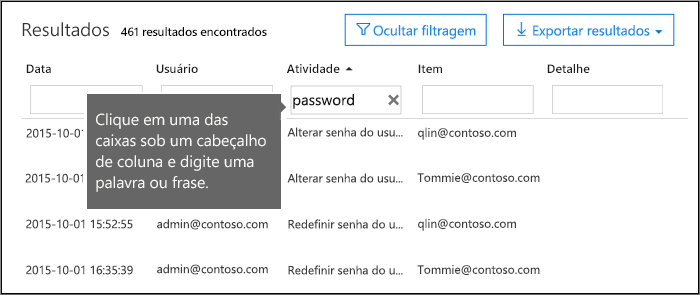 Resultados 461 resultados encontrados Ocultar filtragem Exportar resultados
Data Usuário Atividade Item Detalhe
password
Clique em uma das
caixas sob um cabeçalho
de coluna e digite uma
palavra ou frase.
2015-10-01 Alterar senha do usu... qlin@contoso.com
2015-10-01 Alterar senha do usu... Tommie@contoso.com
2015-10-01 15:52:55 admin@contoso.com Redefinir senha do u... qlin@contoso.com
2015-10-01 16:35:39 admin@contoso.com Redefinir senha do u... Tommie@contoso.com